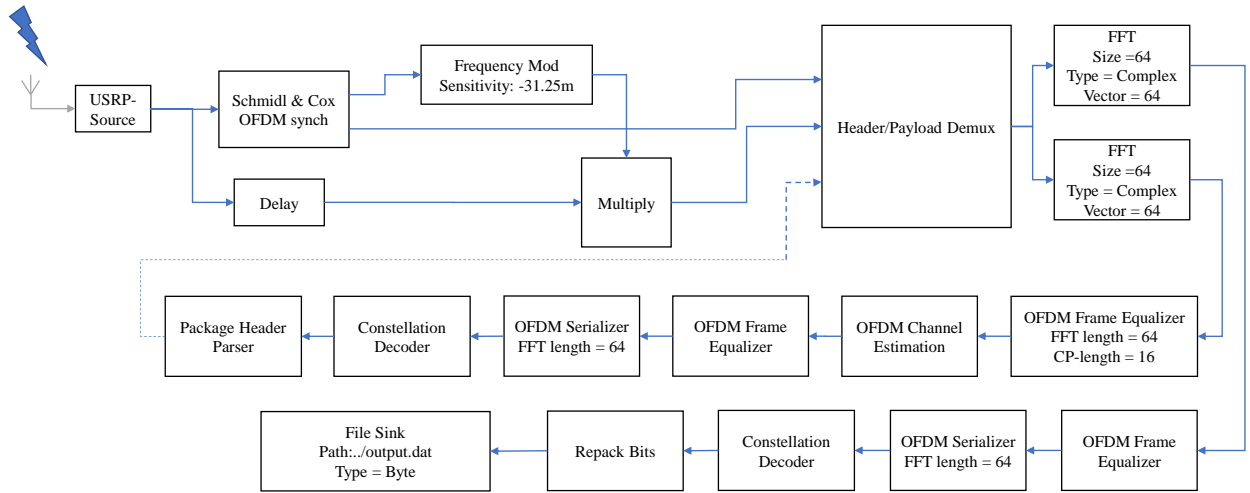 USRP-
Source
Schmidl & Cox
OFDM synch
Frequency Mod
Sensitivity: -31.25m
Delay
Multiply
Header/Payload Demux
FFT
Size =64
Type = Complex
Vector = 64
FFT
Size =64
Type = Complex
Vector = 64
Package Header
Parser
Constellation
Decoder
OFDM Serializer
FFT length = 64
OFDM Frame
Equalizer
OFDM Channel
Estimation
OFDM Frame Equalizer
FFT length = 64
CP-length = 16
File Sink
Path:../output.dat
Type = Byte
Repack Bits
Constellation
Decoder
OFDM Serializer
FFT length = 64
OFDM Frame
Equalizer